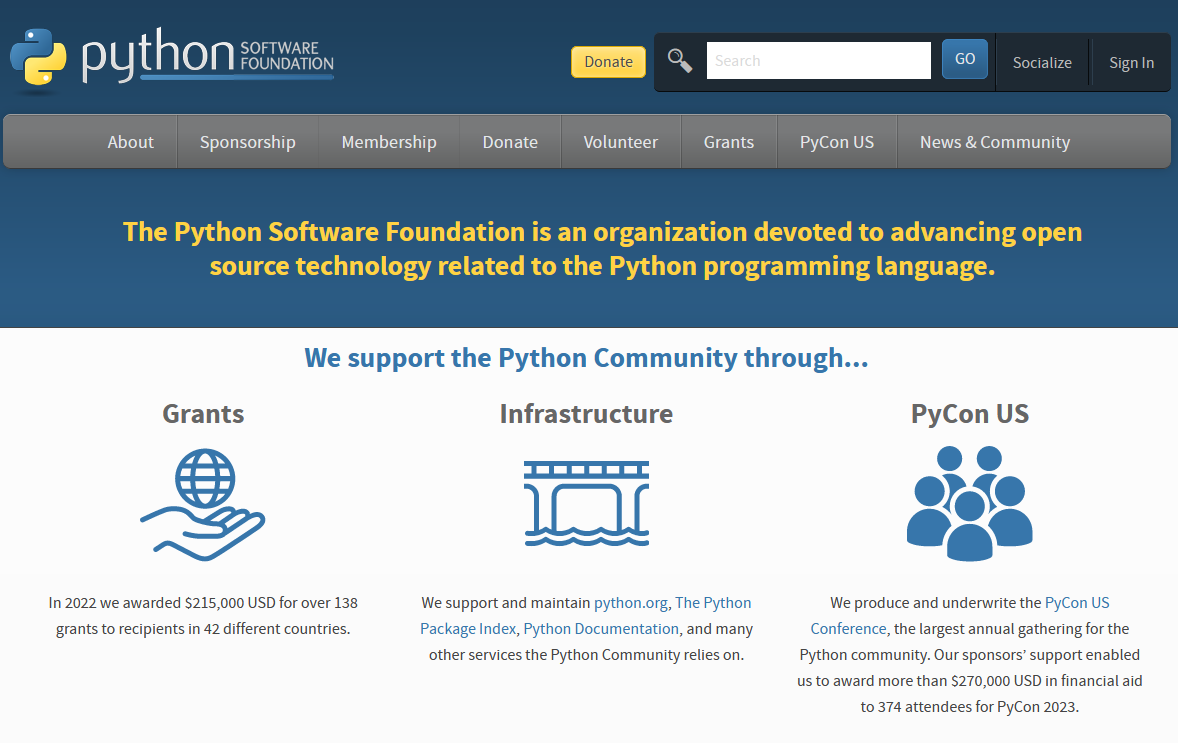 python SOFTWARE FOUNDATION
Donate
Search
GO
Socialize
Sign In
About
Sponsorship
Membership
Donate
Volunteer
Grants
PyCon US
News & Community
The Python Software Foundation is an organization devoted to advancing open
source technology related to the Python programming language.
We support the Python Community through...
Grants
In 2022 we awarded $215,000 USD for over 138
grants to recipients in 42 different countries.
Infrastructure
We support and maintain python.org, The Python
Package Index, Python Documentation, and many
other services the Python Community relies on.
PyCon US
We produce and underwrite the PyCon US
Conference, the largest annual gathering for the
Python community. Our sponsors’ support enabled
us to award more than $270,000 USD in financial aid
to 374 attendees for PyCon 2023.